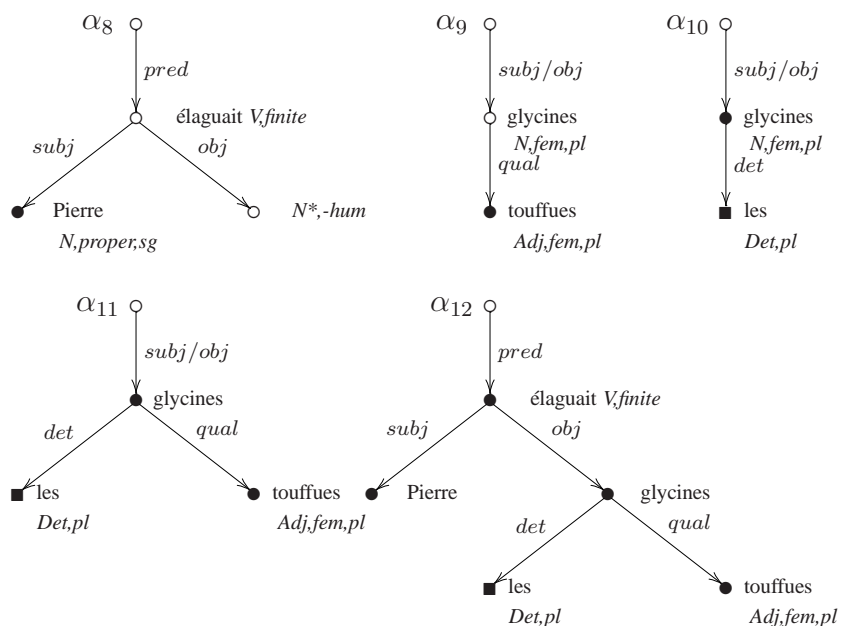 α8
pred
élaguait V,finite
subj
obj
Pierre
N,proper,sg
N*,-hum
α9
subj/obj
glycines
N,fem,pl
qual
touffues
Adj,fem,pl
α10
subj/obj
glycines
N,fem,pl
det
les
Det,pl
α11
subj/obj
glycines
det
qual
les
Det,pl
touffues
Adj,fem,pl
α12
pred
élaguait V,finite
subj
obj
Pierre
glycines
det
qual
les
Det,pl
touffues
Adj,fem,pl